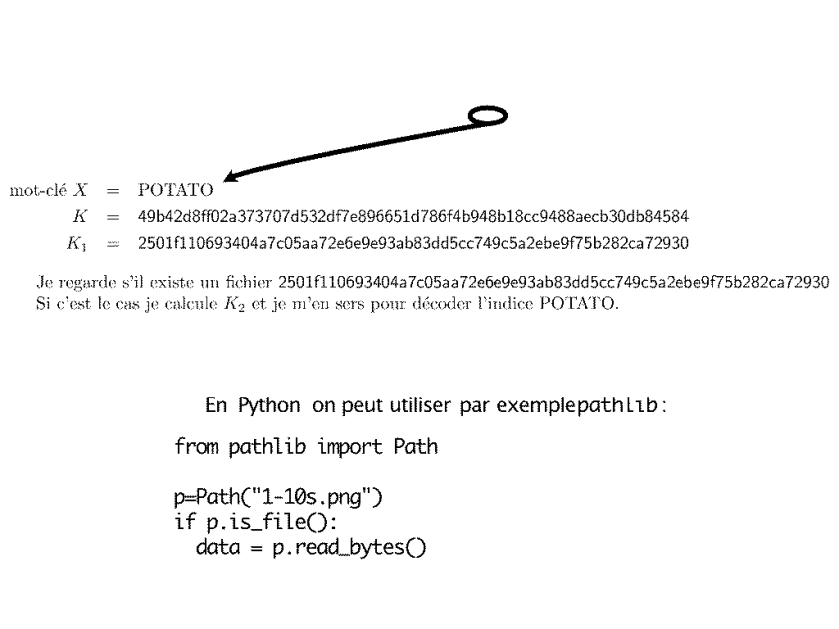 mot-clé X = POTATO
K = 49b42d8ff02a373707d532df7e896651d786f4b948b18cc9488aecb30db84584
K1 = 2501f110693404a7c05aa72e6e9e93ab83dd5cc749c5a2ebe9f75b282ca72930
Je regarde s'il existe un fichier 2501f110693404a7c05aa72e6e9e93ab83dd5cc749c5a2ebe9f75b282ca72930
Si c'est le cas je calcule K2 et je m'en sers pour décoder l'indice POTATO.
En Python on peut utiliser par exemplepathlib:
from pathlib import Path
p=Path("1-10s.png")
if p.is_file():
data = p.read_bytes()